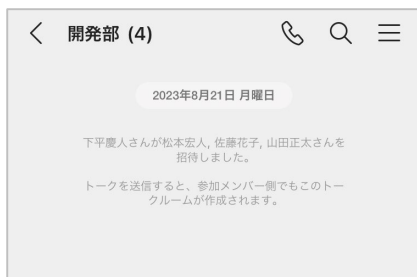 開発部 (4)
2023年8月21日 月曜日
下平慶人さんが松本宏人, 佐藤花子, 山田正太さんを
招待しました。
トークを送信すると、参加メンバー側でもこのトー
クルームが作成されます。